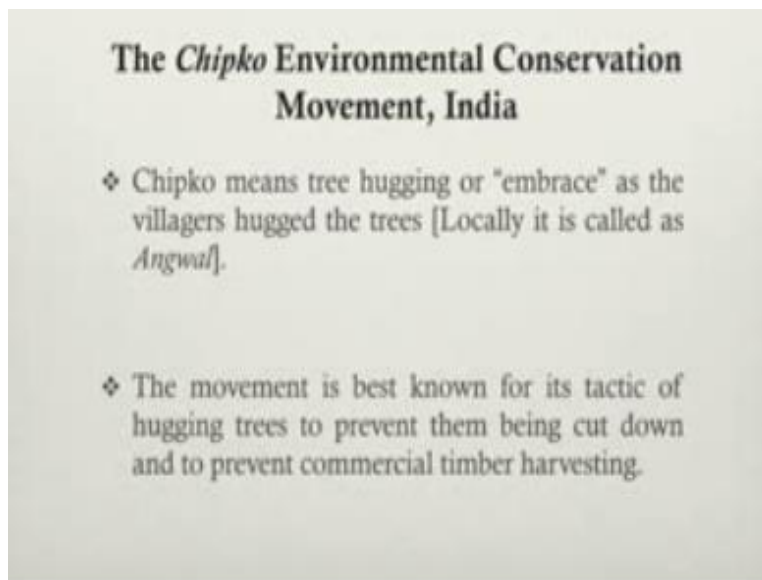 The Chipko Environmental Conservation
Movement, India
❖ Chipko means tree hugging or "embrace" as the
villagers hugged the trees [Locally it is called as
Angwal].
❖ The movement is best known for its tactic of
hugging trees to prevent them being cut down
and to prevent commercial timber harvesting.